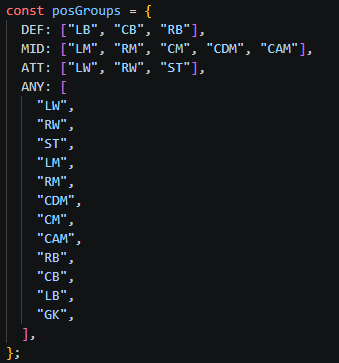 const posGroups = {
  DEF: ["LB", "CB", "RB"],
  MID: ["LM", "RM", "CM", "CDM", "CAM"],
  ATT: ["LW", "RW", "ST"],
  ANY: [
    "LW",
    "RW",
    "ST",
    "LM",
    "RM",
    "CDM",
    "CM",
    "CAM",
    "RB",
    "CB",
    "LB",
    "GK",
  ],
};